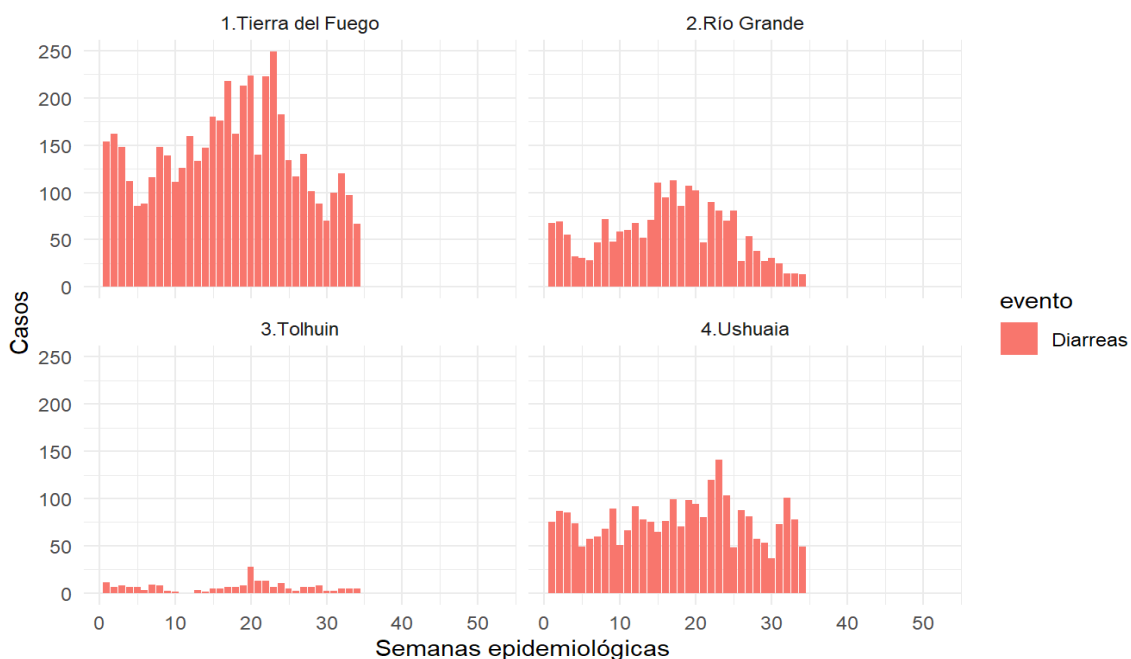 1.Tierra del Fuego
2.Río Grande
250
200
150
100
50
0
3.Tolhuin
4.Ushuaia
250
200
150
100
50
0
0 10 20 30 40 50
0 10 20 30 40 50
Casos
Semanas epidemiológicas
evento
Diarreas